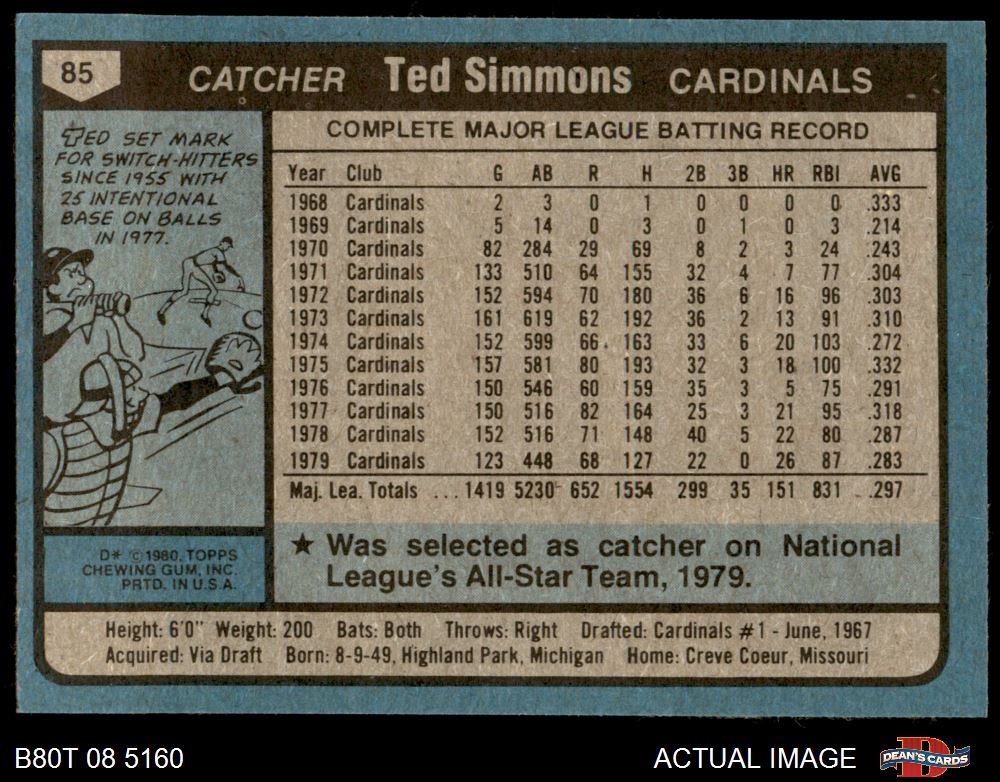 85
CATCHER Ted Simmons CARDINALS
TED SET MARK
FOR SWITCH-HITTERS
SINCE 1955 WITH
25 INTENTIONAL
BASE ON BALLS
IN 1977.
COMPLETE MAJOR LEAGUE BATTING RECORD
Year Club G AB R H 2B 3B HR RBI AVG
1968 Cardinals 2 3 0 1 0 0 0 0 .333
1969 Cardinals 5 14 0 3 0 1 0 3 .214
1970 Cardinals 82 284 29 69 8 2 3 24 .243
1971 Cardinals 133 510 64 155 32 4 7 77 .304
1972 Cardinals 152 594 70 180 36 6 16 96 .303
1973 Cardinals 161 619 62 192 36 2 13 91 .310
1974 Cardinals 152 599 66 163 33 6 20 103 .272
1975 Cardinals 157 581 80 193 32 3 18 100 .332
1976 Cardinals 150 546 60 159 35 3 5 75 .291
1977 Cardinals 150 516 82 164 25 3 21 95 .318
1978 Cardinals 152 516 71 148 40 5 22 80 .287
1979 Cardinals 123 448 68 127 22 0 26 87 .283
Maj. Lea. Totals ... 1419 5230 652 1554 299 35 151 831 .297
D* © 1980, TOPPS
CHEWING GUM, INC.
PRTD. IN U.S.A.
★ Was selected as catcher on National
League's All-Star Team, 1979.
Height: 6'0" Weight: 200 Bats: Both Throws: Right Drafted: Cardinals #1 - June, 1967
Acquired: Via Draft Born: 8-9-49, Highland Park, Michigan Home: Creve Coeur, Missouri
B80T 08 5160 ACTUAL IMAGE DEAN'S CARDS